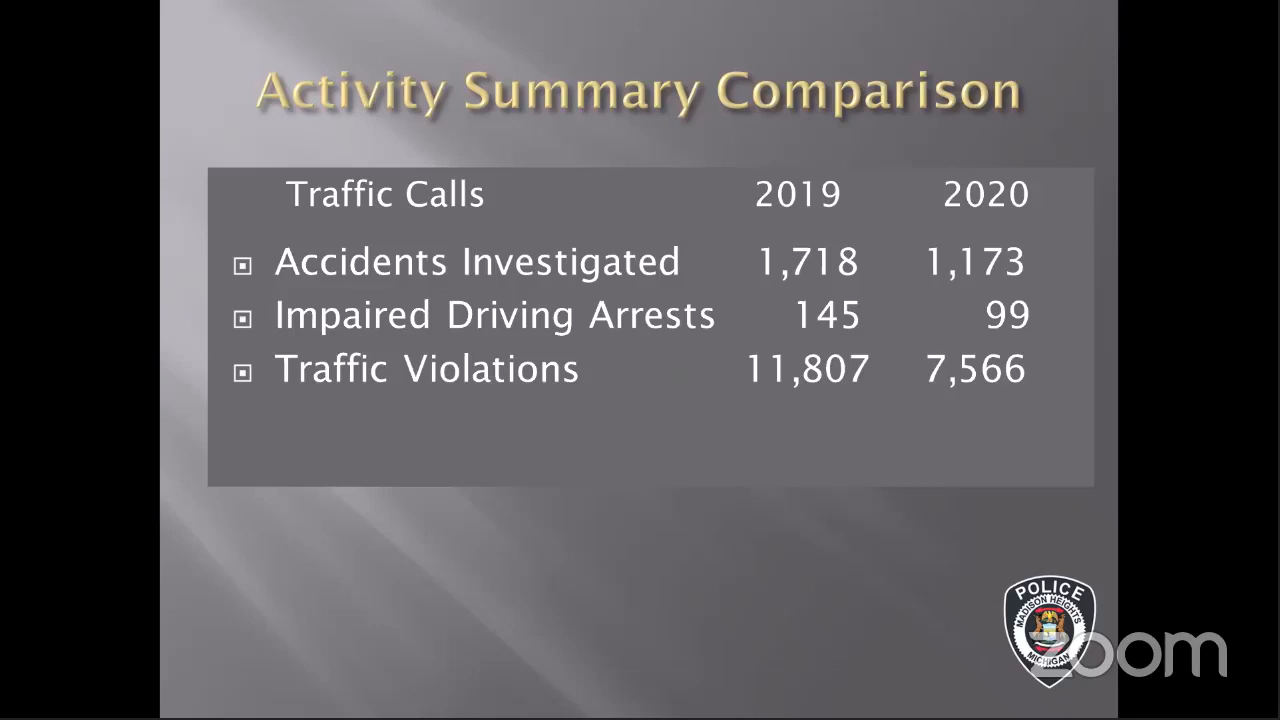 Activity Summary Comparison
Traffic Calls 2019 2020
Accidents Investigated 1,718 1,173
Impaired Driving Arrests 145 99
Traffic Violations 11,807 7,566
POLICE
MADISON HEIGHTS
MICHIGAN
zoom